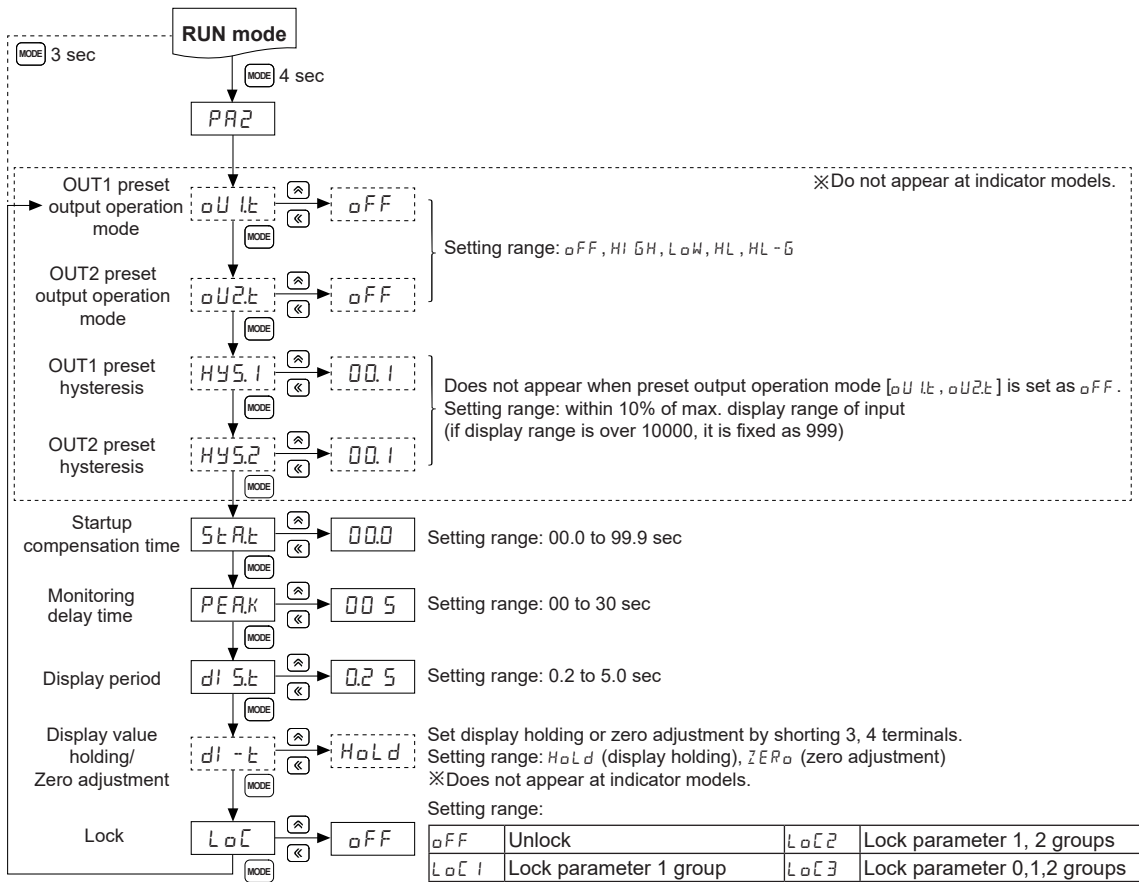 RUN mode
MODE 3 sec
MODE 4 sec
PA2
※Do not appear at indicator models.
OUT1 preset
output operation
mode
oU1.t
oFF
MODE
Setting range: oFF, HIGH, LoW, HL, HL-G
OUT2 preset
output operation
mode
oU2.t
oFF
MODE
OUT1 preset
hysteresis
HYS.1
00.1
MODE
Does not appear when preset output operation mode [oU1.t, oU2.t] is set as oFF.
Setting range: within 10% of max. display range of input
(if display range is over 10000, it is fixed as 999)
OUT2 preset
hysteresis
HYS.2
00.1
MODE
Startup
compensation time
StA.t
00.0
Setting range: 00.0 to 99.9 sec
MODE
Monitoring
delay time
PEA.K
00 S
Setting range: 00 to 30 sec
MODE
Display period
dIS.t
0.2 S
Setting range: 0.2 to 5.0 sec
MODE
Display value
holding/
Zero adjustment
dI-t
HoLd
Set display holding or zero adjustment by shorting 3, 4 terminals.
Setting range: HoLd (display holding), ZERo (zero adjustment)
※Does not appear at indicator models.
MODE
Lock
LoC
oFF
MODE
Setting range:
oFF Unlock LoC2 Lock parameter 1, 2 groups
LoC1 Lock parameter 1 group LoC3 Lock parameter 0,1,2 groups